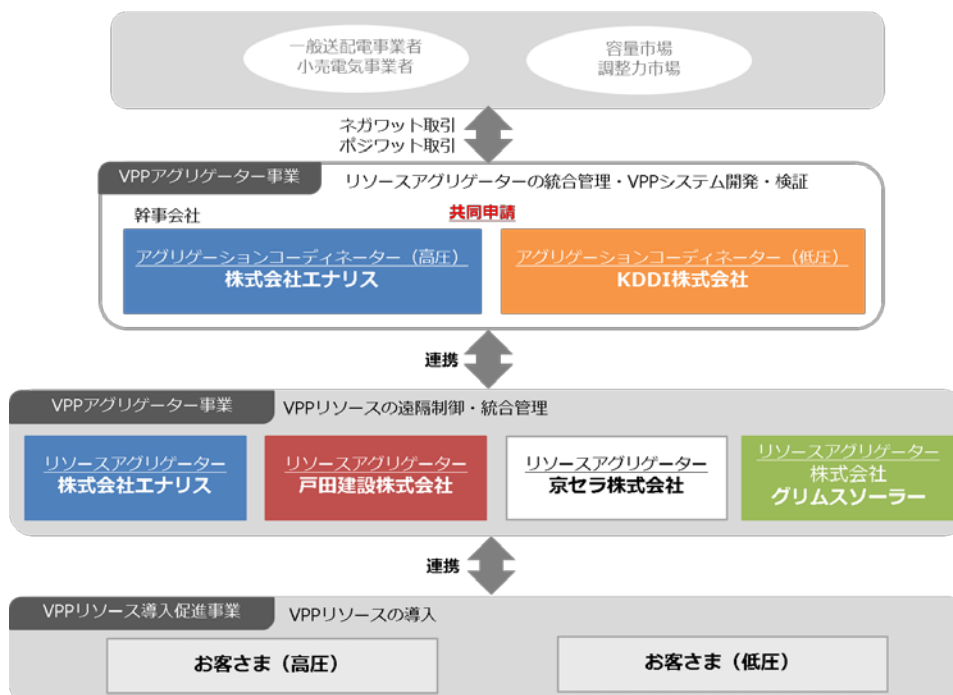 一般送配電事業者
小売電気事業者
容量市場
調整力市場
ネガワット取引
ポジワット取引
VPPアグリゲーター事業
リソースアグリゲーターの統合管理・VPPシステム開発・検証
幹事会社
共同申請
アグリゲーションコーディネーター（高圧）
株式会社エナリス
アグリゲーションコーディネーター（低圧）
KDDI株式会社
連携
VPPアグリゲーター事業
VPPリソースの遠隔制御・統合管理
リソースアグリゲーター
株式会社エナリス
リソースアグリゲーター
戸田建設株式会社
リソースアグリゲーター
京セラ株式会社
リソースアグリゲーター
株式会社
グリムスソーラー
連携
VPPリソース導入促進事業
VPPリソースの導入
お客さま（高圧）
お客さま（低圧）